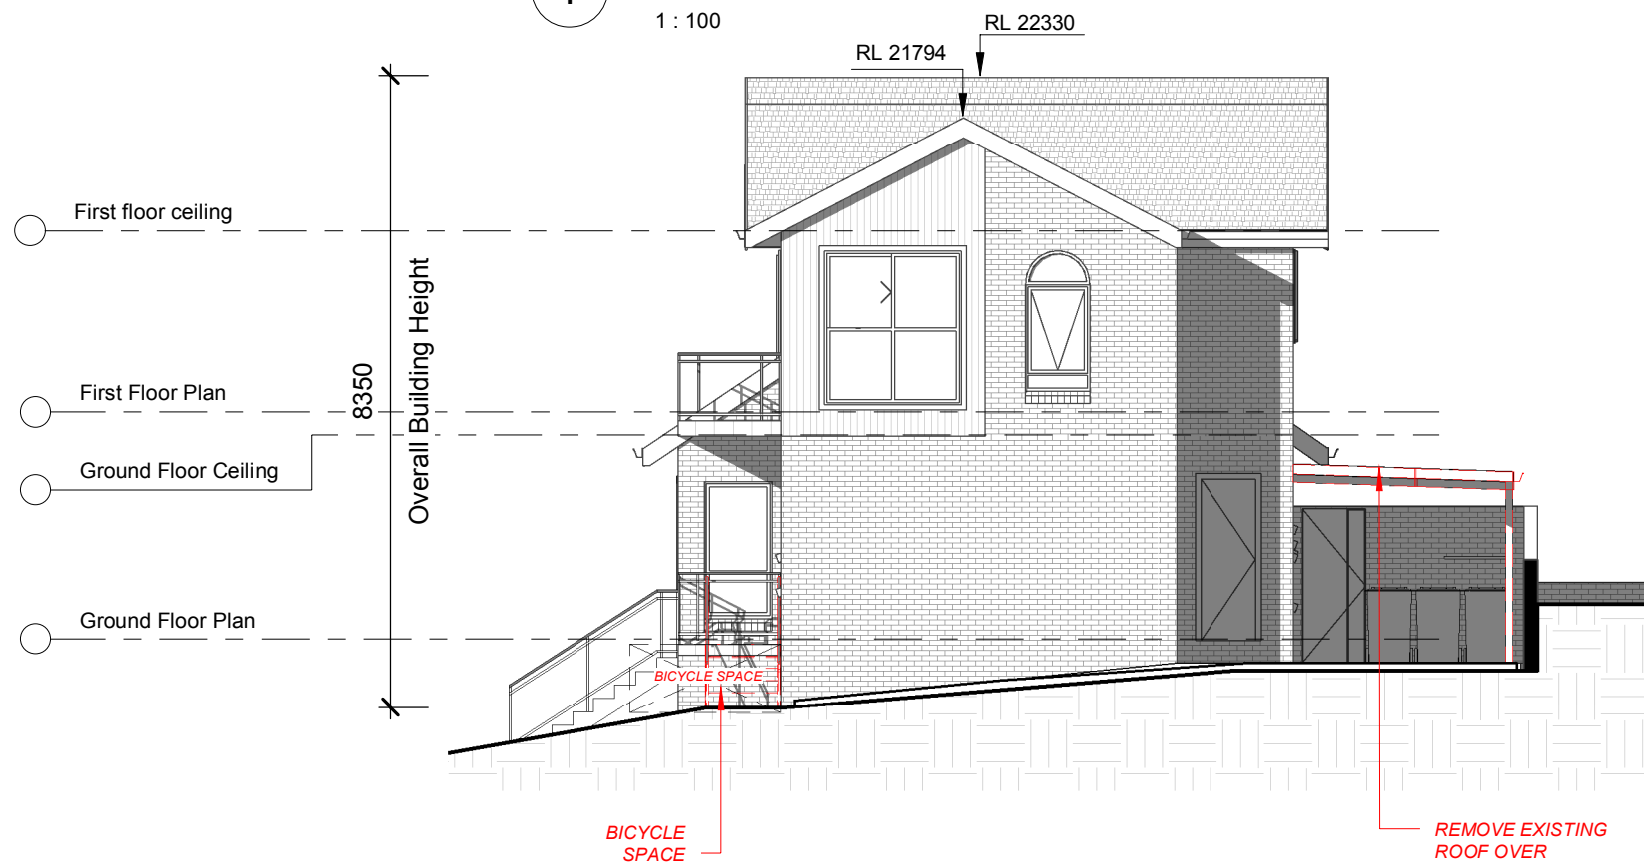 1 : 100
RL 22330
RL 21794
First floor ceiling
8350
Overall Building Height
First Floor Plan
Ground Floor Ceiling
Ground Floor Plan
BICYCLE SPACE
BICYCLE
SPACE
REMOVE EXISTING
ROOF OVER